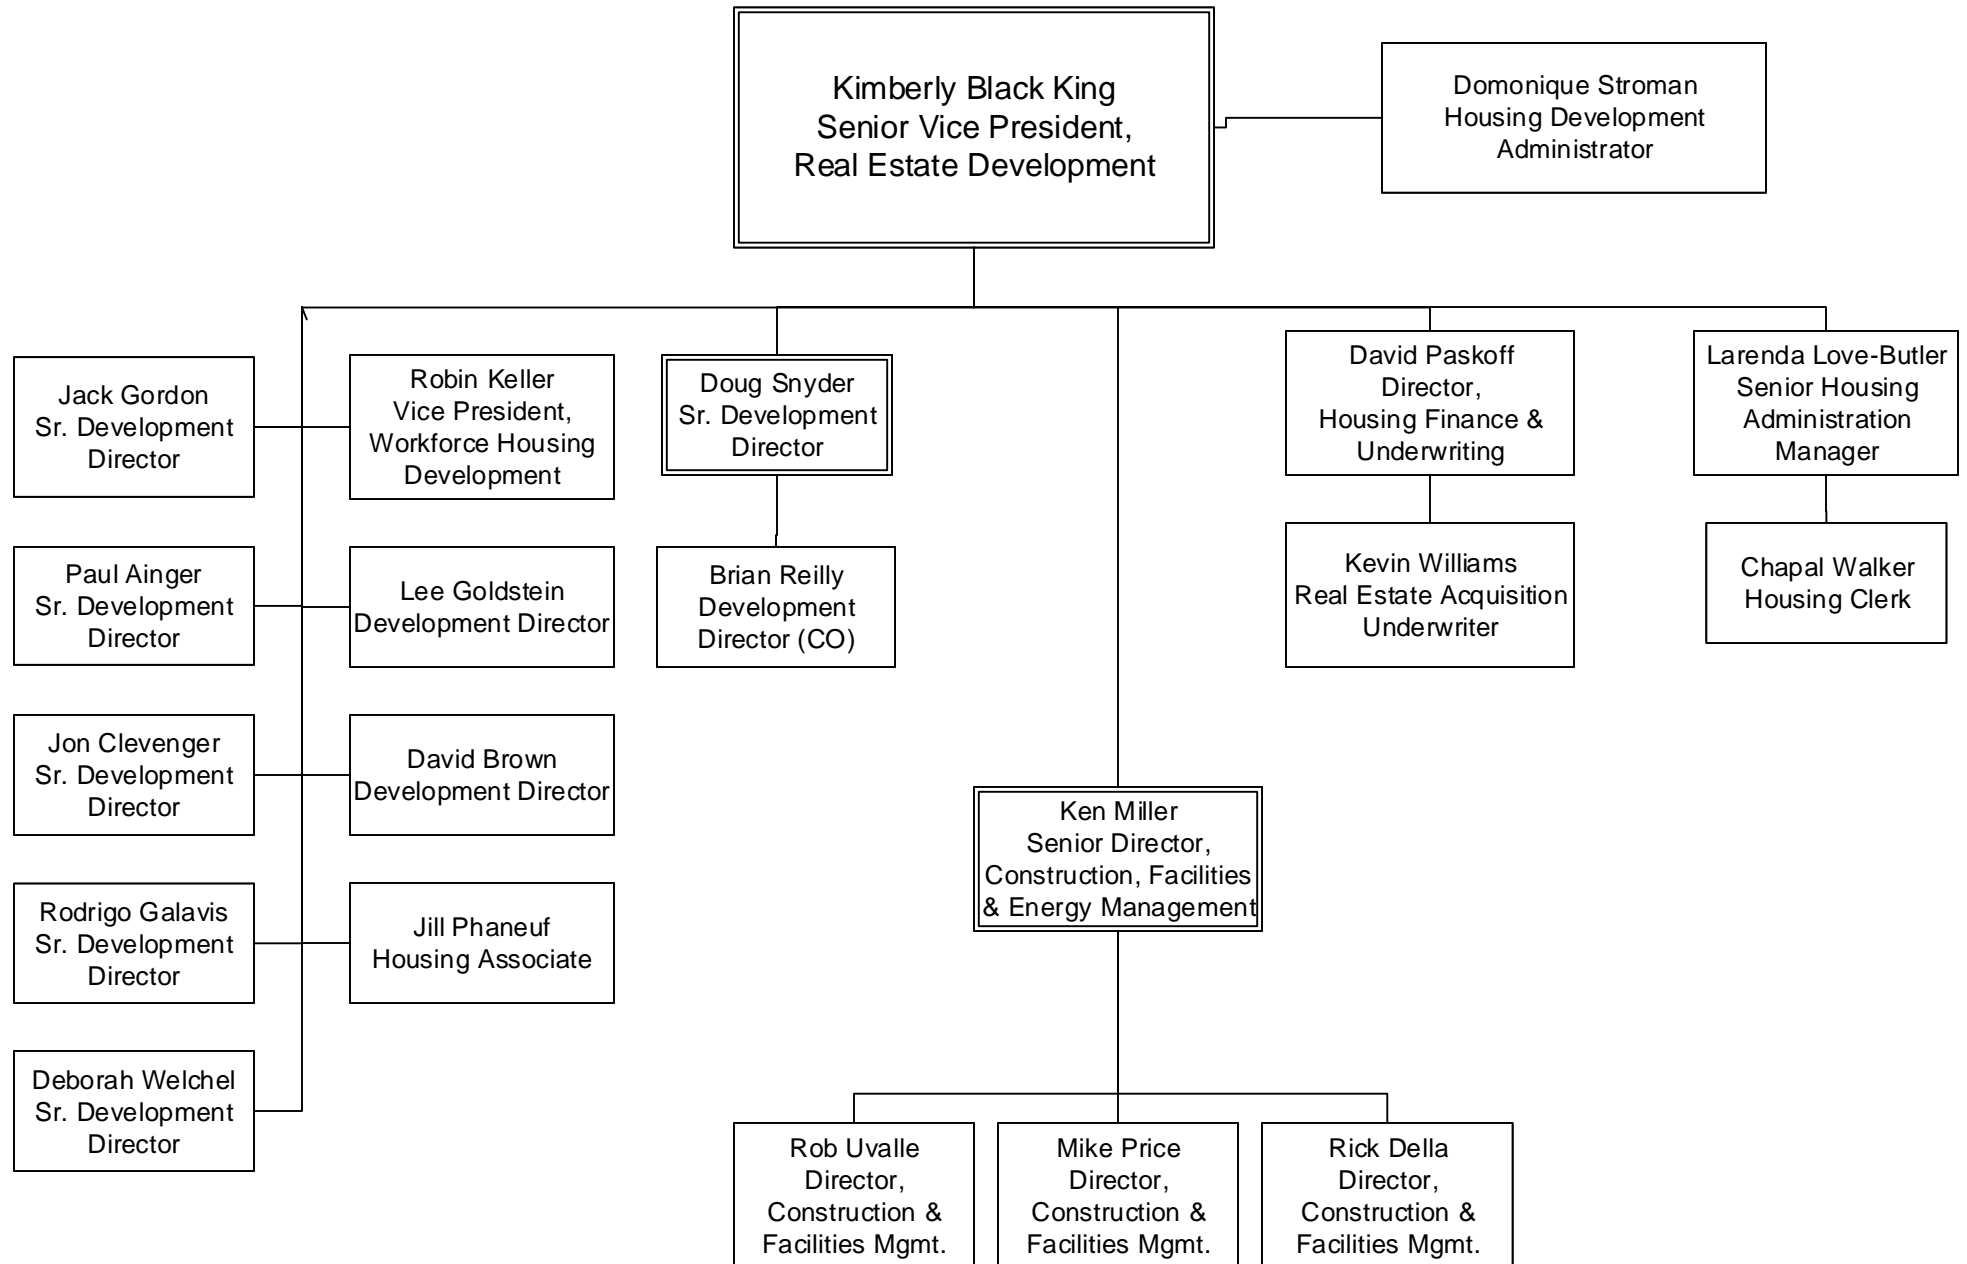 Kimberly Black King
Senior Vice President,
Real Estate Development
Domonique Stroman
Housing Development
Administrator
Jack Gordon
Sr. Development
Director
Robin Keller
Vice President,
Workforce Housing
Development
Doug Snyder
Sr. Development
Director
David Paskoff
Director,
Housing Finance &
Underwriting
Larenda Love-Butler
Senior Housing
Administration
Manager
Paul Ainger
Sr. Development
Director
Lee Goldstein
Development Director
Brian Reilly
Development
Director (CO)
Kevin Williams
Real Estate Acquisition
Underwriter
Chapal Walker
Housing Clerk
Jon Clevenger
Sr. Development
Director
David Brown
Development Director
Ken Miller
Senior Director,
Construction, Facilities
& Energy Management
Rodrigo Galavis
Sr. Development
Director
Jill Phaneuf
Housing Associate
Deborah Welchel
Sr. Development
Director
Rob Uvalle
Director,
Construction &
Facilities Mgmt.
Mike Price
Director,
Construction &
Facilities Mgmt.
Rick Della
Director,
Construction &
Facilities Mgmt.